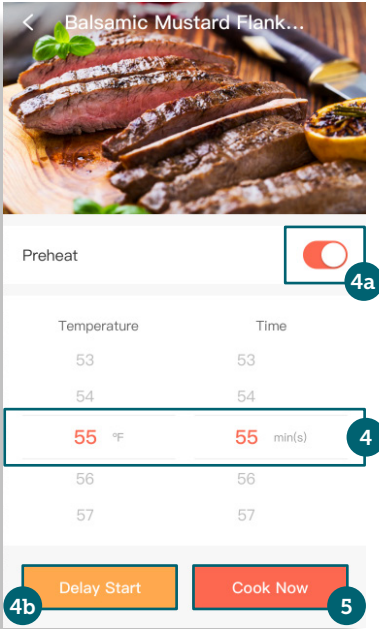 < Balsamic Mustard Flank...
Preheat
4a
Temperature Time
53 53
54 54
55 °F 55 min(s) 4
56 56
57 57
4b Delay Start Cook Now 5